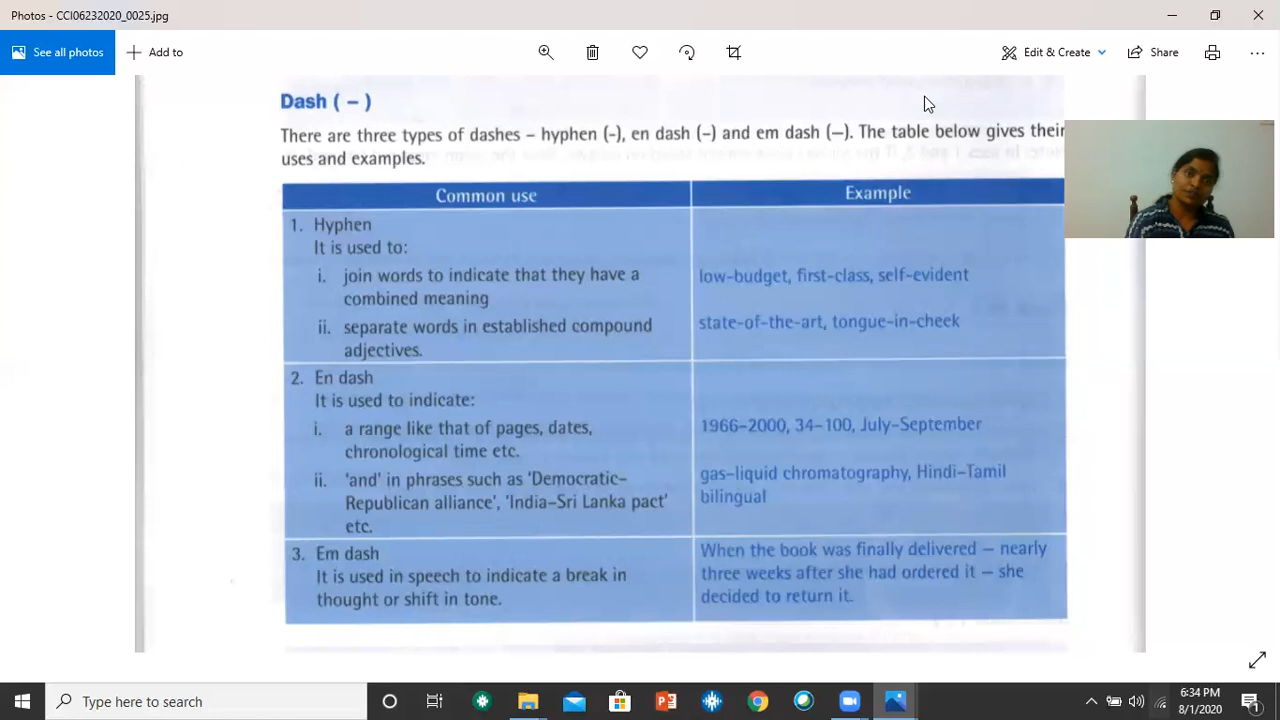 Photos - CCI06232020_0025.jpg
See all photos
Add to
Edit & Create
Share
Dash ( – )
There are three types of dashes – hyphen (-), en dash (–) and em dash (—). The table below gives their
uses and examples.
Common use
Example
1. Hyphen
It is used to:
i. join words to indicate that they have a
combined meaning
low-budget, first-class, self-evident
ii. separate words in established compound
adjectives.
state-of-the-art, tongue-in-cheek
2. En dash
It is used to indicate:
i. a range like that of pages, dates,
chronological time etc.
1966–2000, 34–100, July–September
ii. 'and' in phrases such as 'Democratic–
Republican alliance', 'India–Sri Lanka pact'
etc.
gas–liquid chromatography, Hindi–Tamil
bilingual
3. Em dash
It is used in speech to indicate a break in
thought or shift in tone.
When the book was finally delivered — nearly
three weeks after she had ordered it — she
decided to return it.
Type here to search
6:34 PM
8/1/2020
1